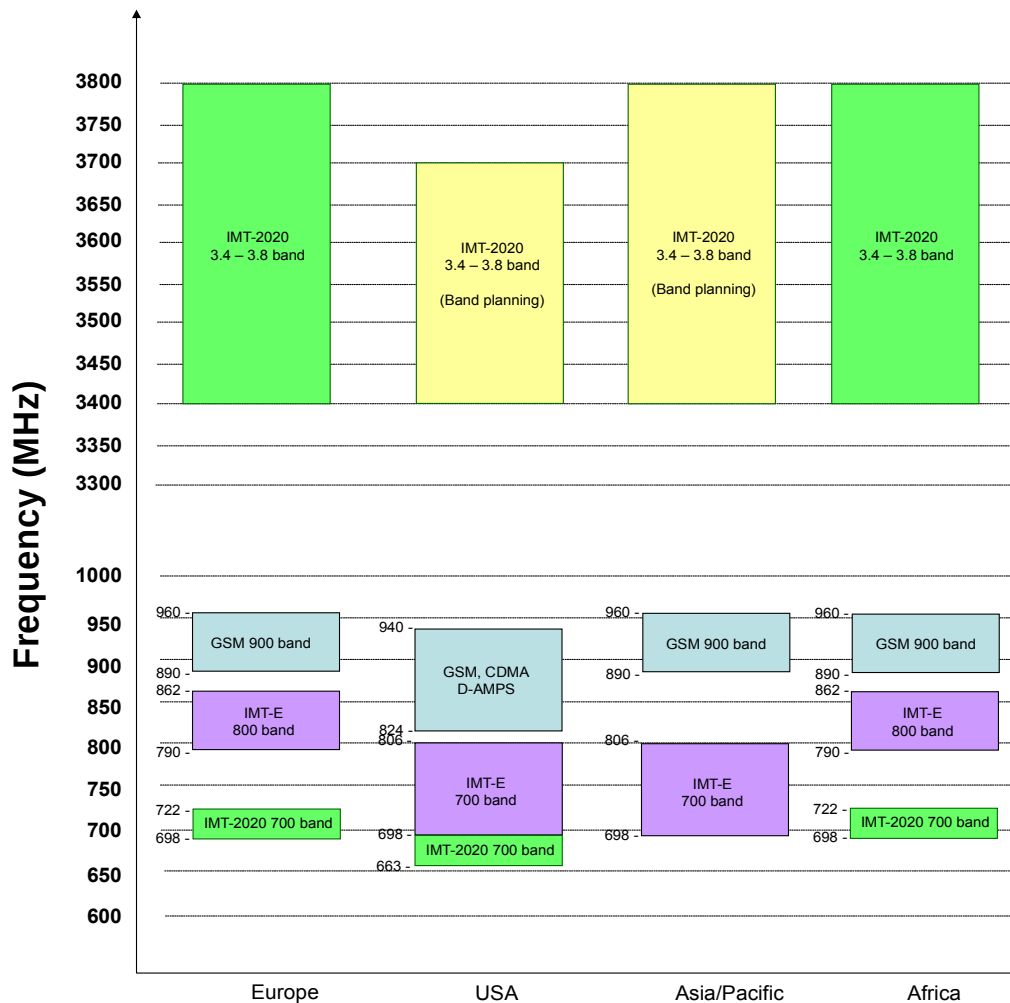 Frequency (MHz)
3800
3750
3700
3650
3600
3550
3500
3450
3400
3350
3300
1000
950
900
850
800
750
700
650
600
IMT-2020
3.4 – 3.8 band
960 -
GSM 900 band
890 -
862 -
IMT-E
800 band
790 -
722 -
IMT-2020 700 band
698 -
Europe
IMT-2020
3.4 – 3.8 band
(Band planning)
940 -
GSM, CDMA
D-AMPS
824 -
806 -
IMT-E
700 band
698 -
IMT-2020 700 band
663 -
USA
IMT-2020
3.4 – 3.8 band
(Band planning)
960 -
GSM 900 band
890 -
806 -
IMT-E
700 band
698 -
Asia/Pacific
IMT-2020
3.4 – 3.8 band
960 -
GSM 900 band
890 -
862 -
IMT-E
800 band
790 -
722 -
IMT-2020 700 band
698 -
Africa